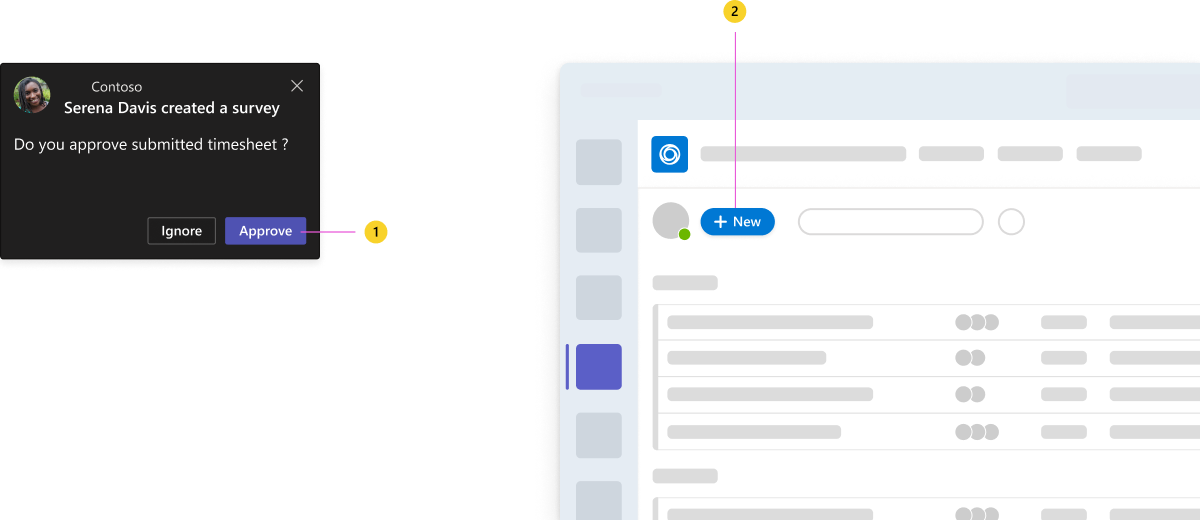 2
Contoso
Serena Davis created a survey
Do you approve submitted timesheet ?
Ignore
Approve
1
+ New